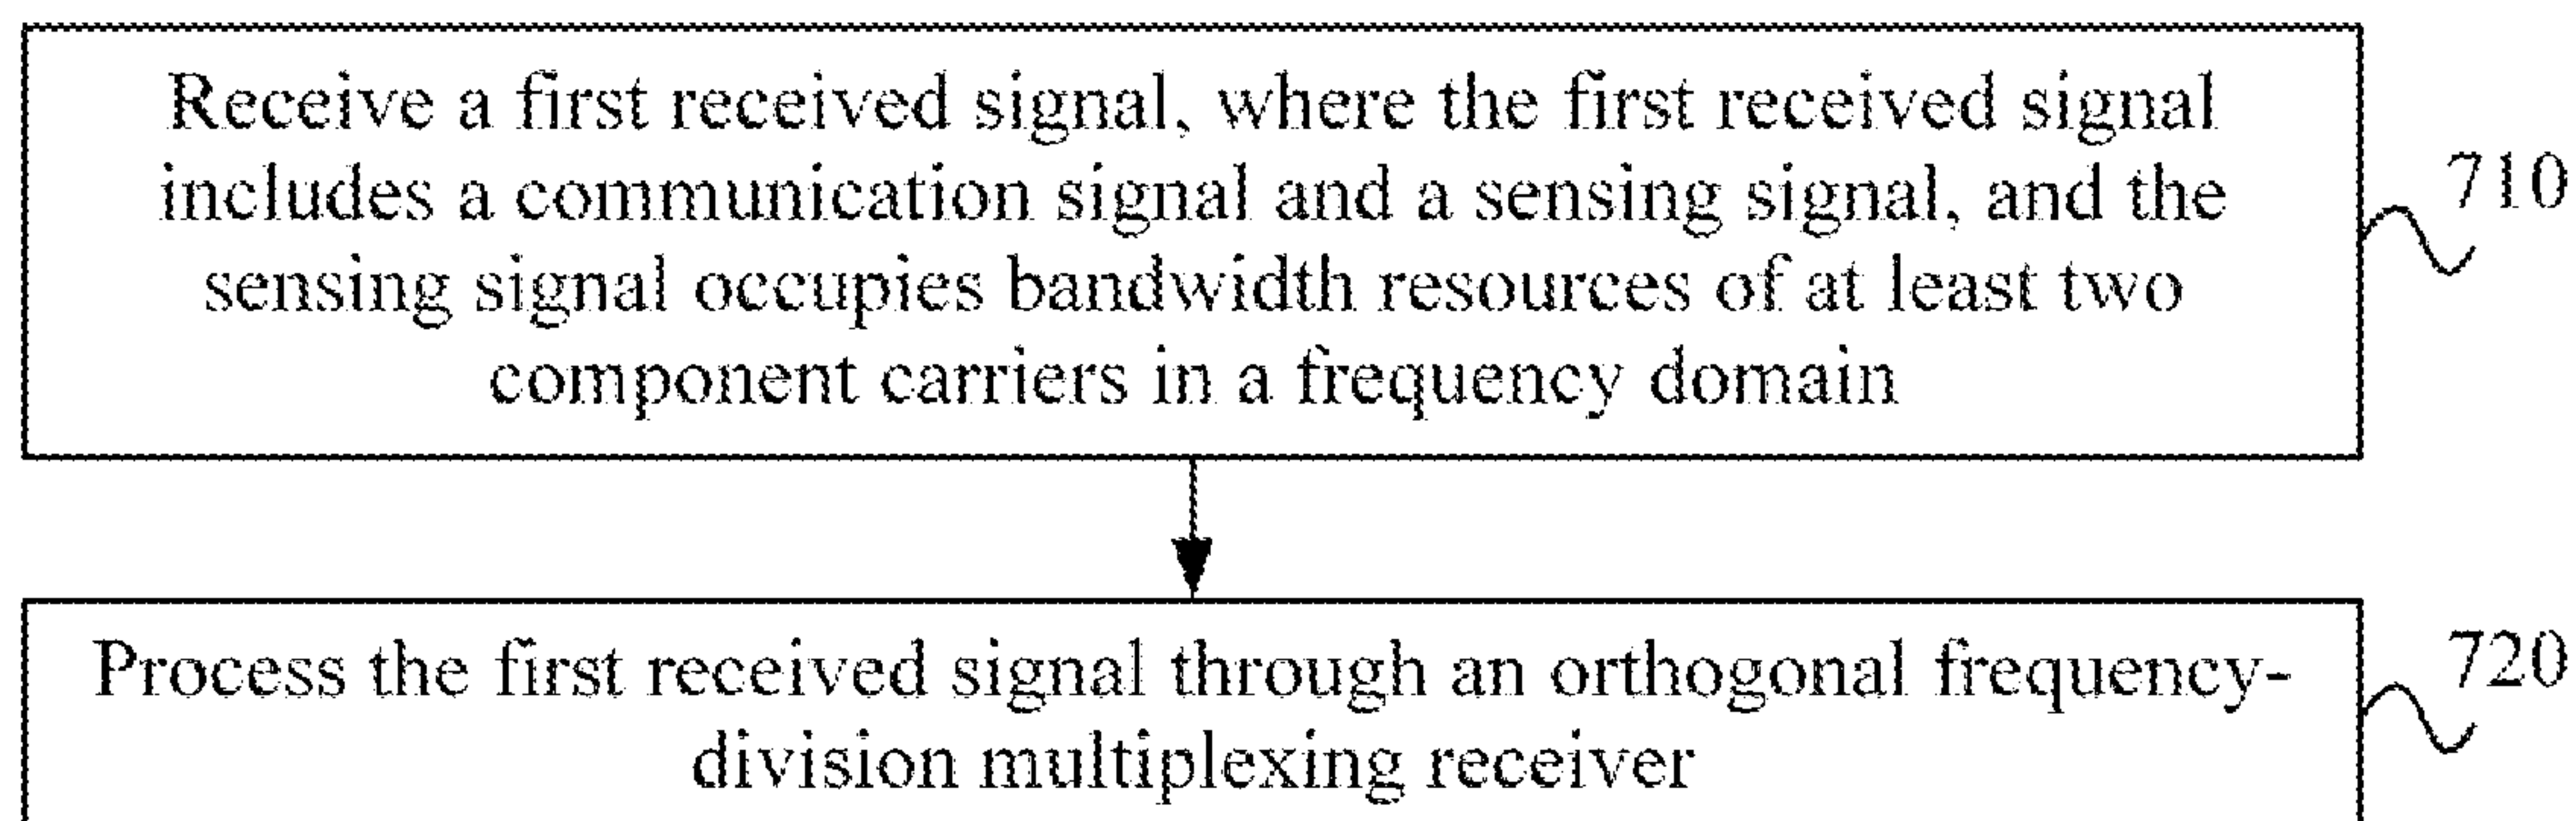 Receive a first received signal, where the first received signal
includes a communication signal and a sensing signal, and the
sensing signal occupies bandwidth resources of at least two
component carriers in a frequency domain
710
Process the first received signal through an orthogonal frequency-
division multiplexing receiver
720